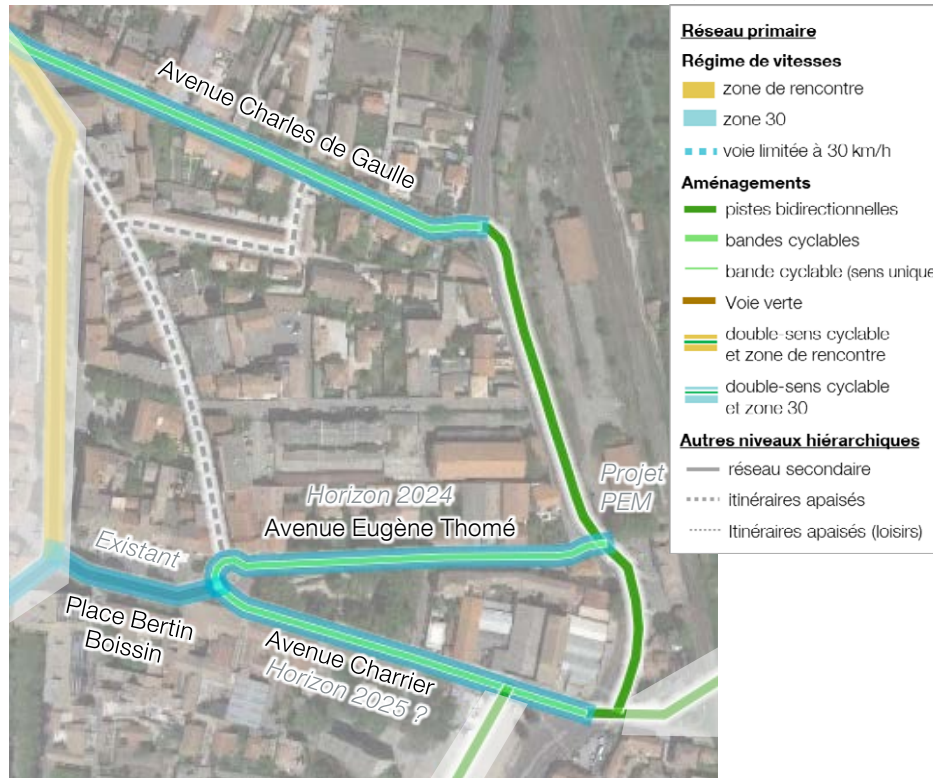 Avenue Charles de Gaulle
Horizon 2024
Avenue Eugène Thomé
Projet
PEM
Existant
Place Bertin
Boissin
Avenue Charrier
Horizon 2025 ?
Réseau primaire
Régime de vitesses
zone de rencontre
zone 30
voie limitée à 30 km/h
Aménagements
pistes bidirectionnelles
bandes cyclables
bande cyclable (sens unique
Voie verte
double-sens cyclable
et zone de rencontre
double-sens cyclable
et zone 30
Autres niveaux hiérarchiques
réseau secondaire
itinéraires apaisés
Itinéraires apaisés (loisirs)